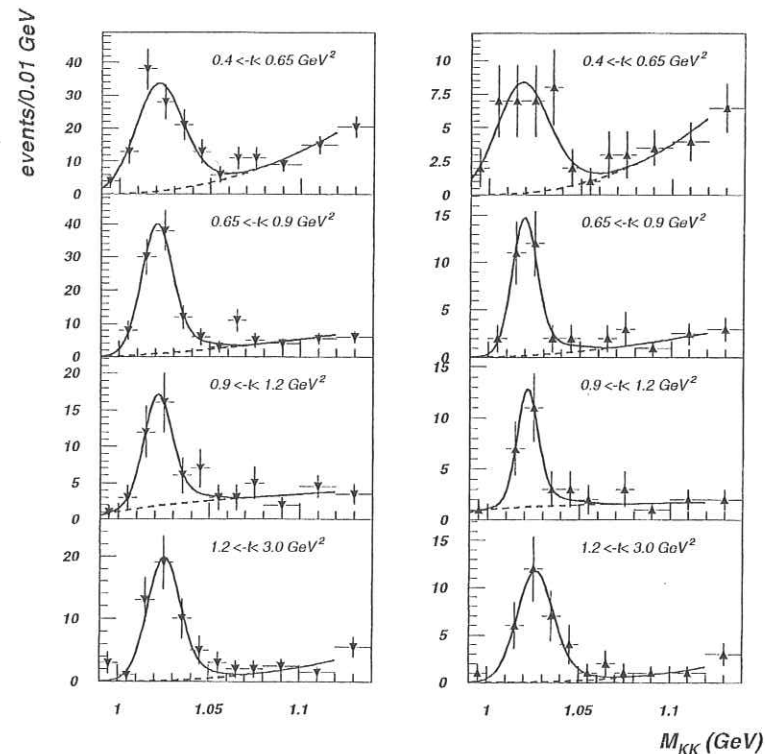 events/0.01 GeV
0.4 <-t< 0.65 GeV²
40
30
20
10
0
0.65 <-t< 0.9 GeV²
40
30
20
10
0
0.9 <-t< 1.2 GeV²
20
15
10
5
0
1.2 <-t< 3.0 GeV²
20
10
0
1 1.05 1.1
0.4 <-t< 0.65 GeV²
10
7.5
5
2.5
0
0.65 <-t< 0.9 GeV²
15
10
5
0
0.9 <-t< 1.2 GeV²
15
10
5
0
1.2 <-t< 3.0 GeV²
15
10
5
0
1 1.05 1.1
M_KK (GeV)